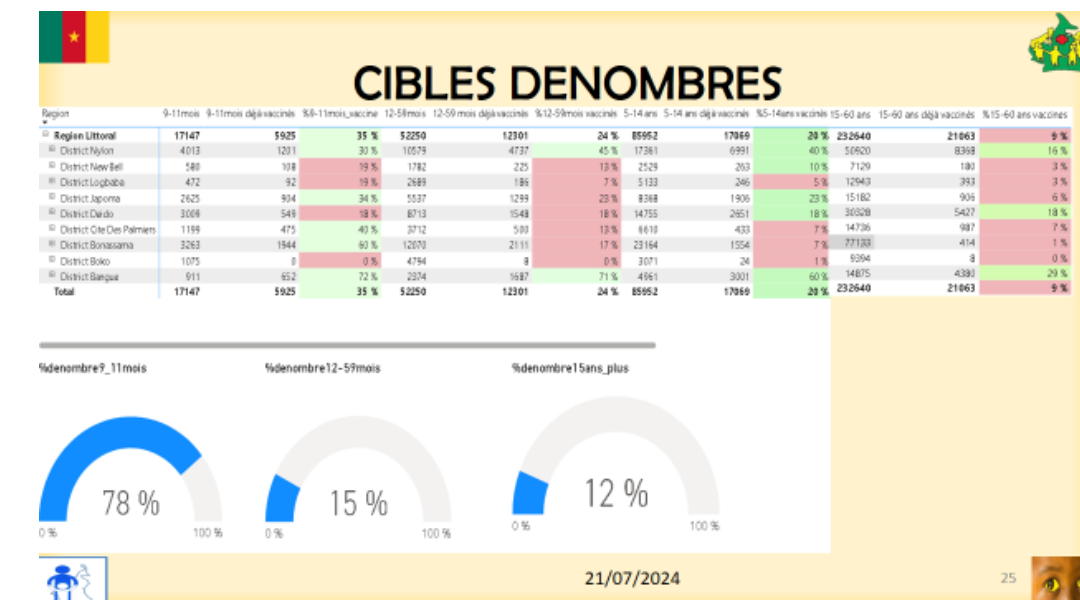 CIBLES DENOMBRES
Region 9-11mois 9-11mois déjà vaccinés %9-11mois_vaccine 12-59mois 12-59 mois déjà vaccinés %12-59mois vaccinés 5-14 ans 5-14 ans déjà vaccinés %5-14ans vaccinés 15-60 ans 15-60 ans déjà vaccinés %15-60 ans vaccinés
Region Littoral 17147 5925 35 % 52250 12301 24 % 85952 17069 20 % 232640 21063 9 %
District Nylon 4013 1201 30 % 10579 4737 45 % 17361 6991 40 % 50920 8368 16 %
District New Bell 580 108 19 % 1782 225 13 % 2529 263 10 % 7129 180 3 %
District Logbaba 472 92 19 % 2689 186 7 % 5133 246 5 % 12943 393 3 %
District Japoma 2625 904 34 % 5537 1299 23 % 8368 1906 23 % 15182 906 6 %
District Deido 3009 549 18 % 8713 1548 18 % 14755 2651 18 % 30328 5427 18 %
District Cite Des Palmiers 1199 475 40 % 3712 500 13 % 6610 433 7 % 14736 987 7 %
District Bonassama 3263 1944 60 % 12070 2111 17 % 23164 1554 7 % 77133 414 1 %
District Boko 1075 0 0 % 4794 8 0 % 3071 24 1 % 9394 8 0 %
District Bangue 911 652 72 % 2374 1687 71 % 4961 3001 60 % 14875 4380 29 %
Total 17147 5925 35 % 52250 12301 24 % 85952 17069 20 % 232640 21063 9 %
%denombre9_11mois %denombre12-59mois %denombre15ans_plus
78 % 15 % 12 %
0 % 100 % 0 % 100 % 0 % 100 %
21/07/2024 25